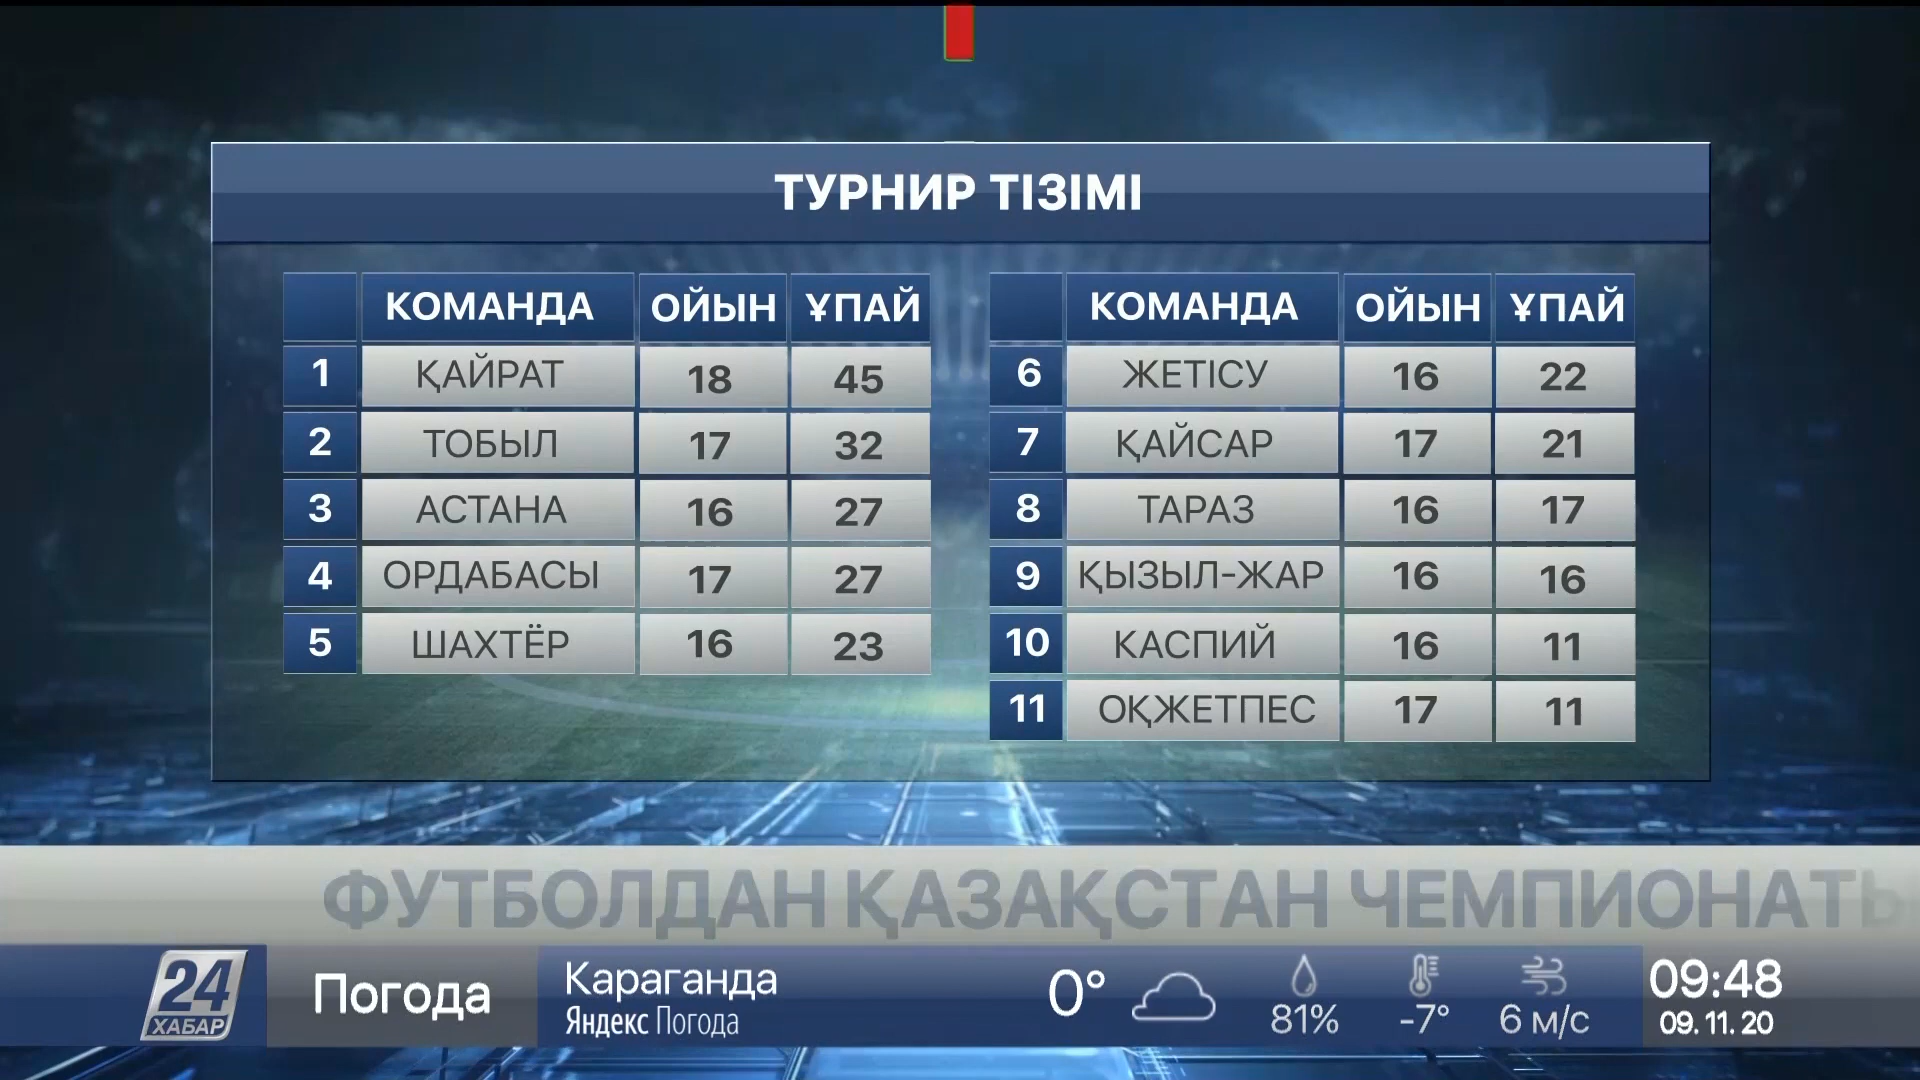 ТУРНИР ТІЗІМІ
КОМАНДА ОЙЫН ҰПАЙ
1 ҚАЙРАТ 18 45
2 ТОБЫЛ 17 32
3 АСТАНА 16 27
4 ОРДАБАСЫ 17 27
5 ШАХТЁР 16 23
КОМАНДА ОЙЫН ҰПАЙ
6 ЖЕТІСУ 16 22
7 ҚАЙСАР 17 21
8 ТАРАЗ 16 17
9 ҚЫЗЫЛ-ЖАР 16 16
10 КАСПИЙ 16 11
11 ОҚЖЕТПЕС 17 11
ФУТБОЛДАН ҚАЗАҚСТАН ЧЕМПИОНАТЫ
24
ХАБАР
Погода
Караганда
Яндекс Погода
0°
81% -7° 6 м/с
09:48
09. 11. 20